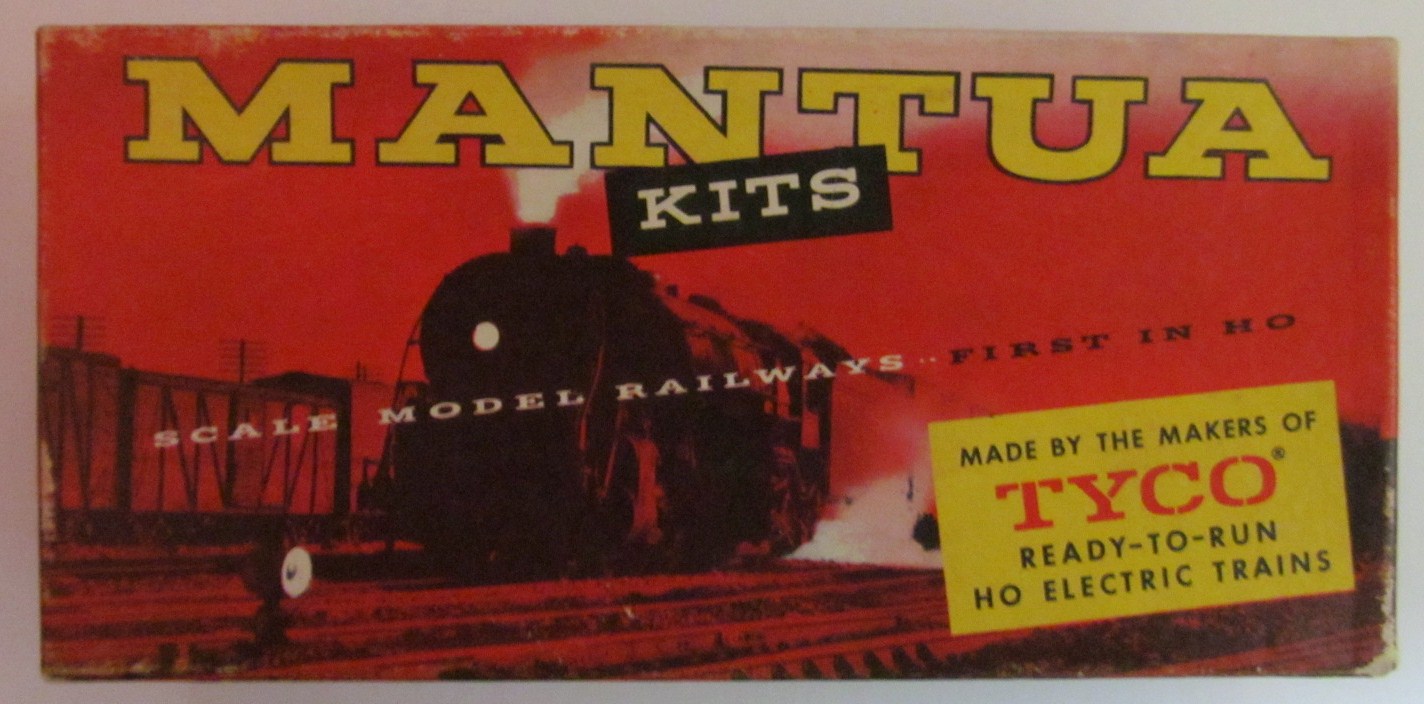 MANTUA
KITS
SCALE MODEL RAILWAYS..FIRST IN HO
MADE BY THE MAKERS OF
TYCO®
READY-TO-RUN
HO ELECTRIC TRAINS